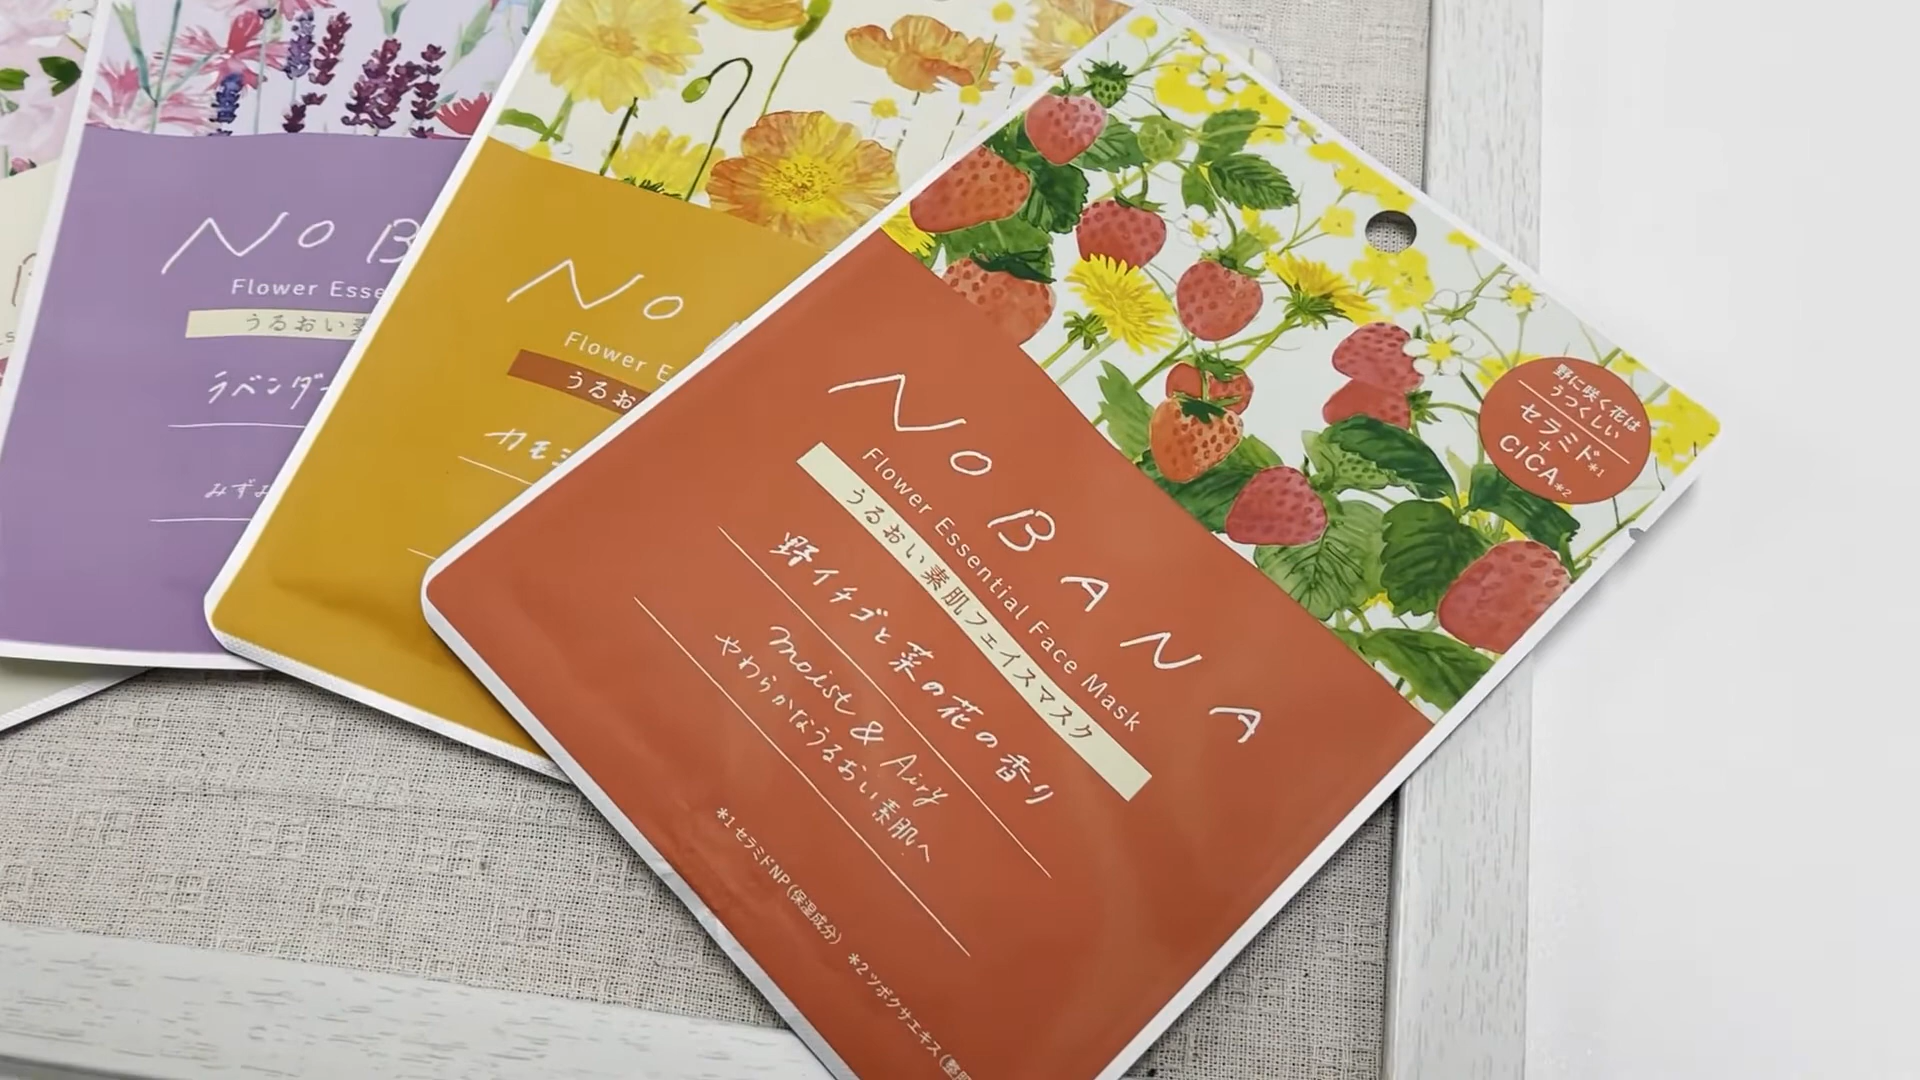 NOBANA
Flower Essential Face Mask
うるおい素肌フェイスマスク
野イチゴと菜の花の香り
moist & Airy
やわらかなうるおい素肌へ
*1 セラミドNP(保湿成分) *2 ツボクサエキス(整肌
野に咲く花は
うつくしい
セラミド*1
+
CICA*2
No
Flower E
うるお
カモミ
No B
Flower Esse
うるおい素
ラベンダー
みずみ